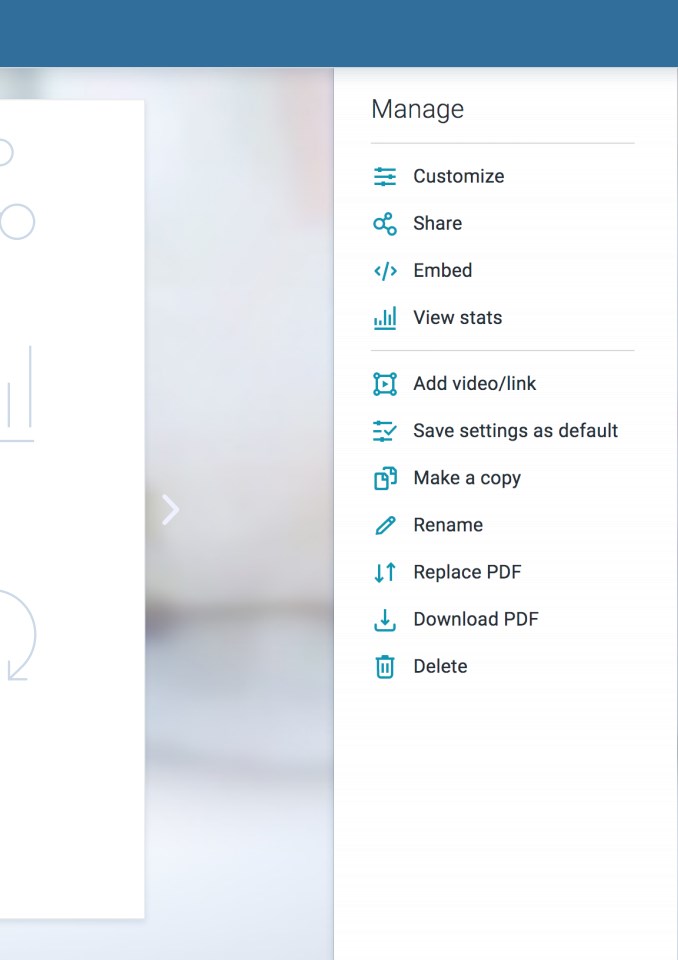 Manage
Customize
Share
Embed
View stats
Add video/link
Save settings as default
Make a copy
Rename
Replace PDF
Download PDF
Delete